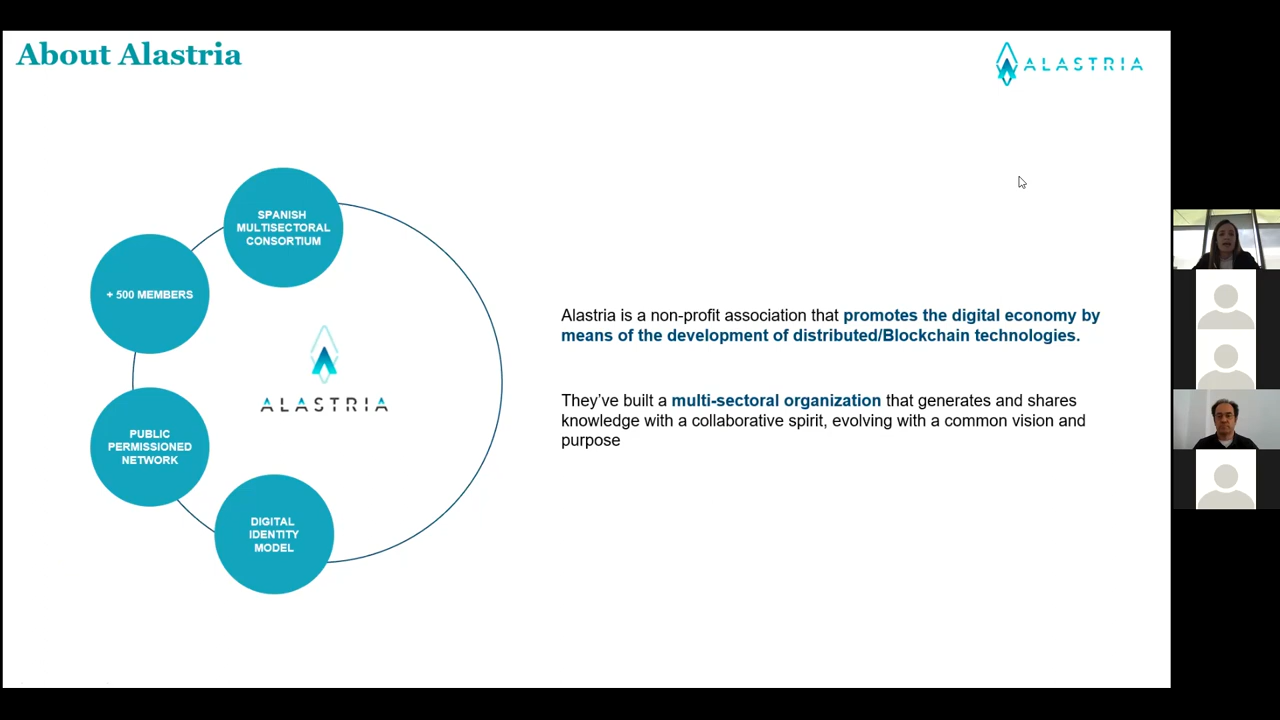 About Alastria
ALASTRIA
SPANISH
MULTISECTORAL
CONSORTIUM
+ 500 MEMBERS
ALASTRIA
PUBLIC
PERMISSIONED
NETWORK
DIGITAL
IDENTITY
MODEL
Alastria is a non-profit association that promotes the digital economy by
means of the development of distributed/Blockchain technologies.
They’ve built a multi-sectoral organization that generates and shares
knowledge with a collaborative spirit, evolving with a common vision and
purpose